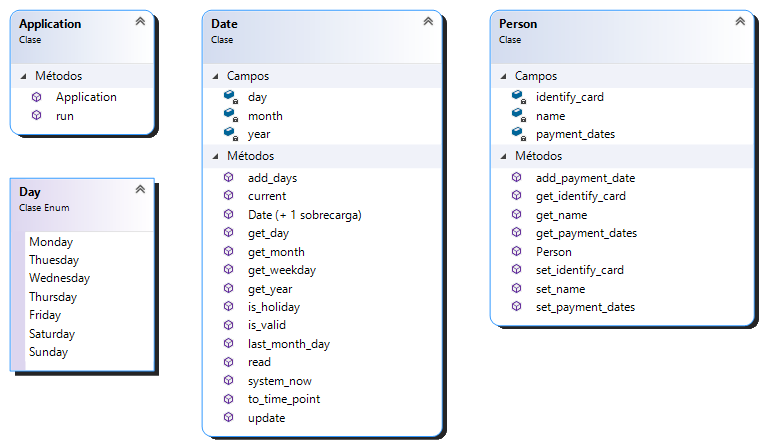 Application
Clase
Métodos
Application
run
Day
Clase Enum
Monday
Thuesday
Wednesday
Thursday
Friday
Saturday
Sunday
Date
Clase
Campos
day
month
year
Métodos
add_days
current
Date (+ 1 sobrecarga)
get_day
get_month
get_weekday
get_year
is_holiday
is_valid
last_month_day
read
system_now
to_time_point
update
Person
Clase
Campos
identify_card
name
payment_dates
Métodos
add_payment_date
get_identify_card
get_name
get_payment_dates
Person
set_identify_card
set_name
set_payment_dates